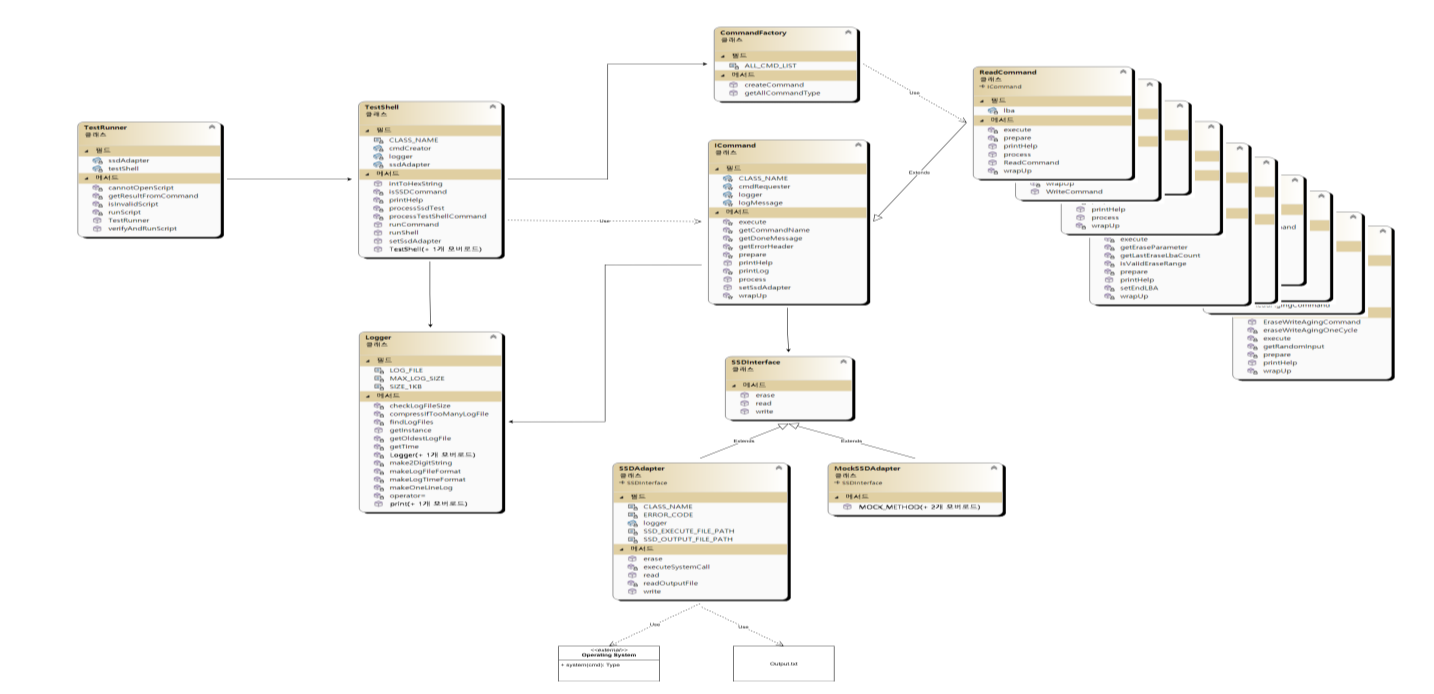 TestRunner
클래스
필드
ssdAdapter
testShell
메서드
cannotOpenScript
getResultFromCommand
isInvalidScript
runScript
TestRunner
verifyAndRunScript
TestShell
클래스
필드
CLASS_NAME
cmdCreator
logger
ssdAdapter
메서드
intToHexString
isSSDCommand
printHelp
processSsdTest
processTestShellCommand
runCommand
runShell
setSsdAdapter
TestShell(+ 1개 오버로드)
Logger
클래스
필드
LOG_FILE
MAX_LOG_SIZE
SIZE_1KB
메서드
checkLogFileSize
compressIfTooManyLogFile
findLogFiles
getInstance
getOldestLogFile
getTime
Logger(+ 1개 오버로드)
make2DigitString
makeLogFileFormat
makeLogTimeFormat
makeOneLineLog
operator=
print(+ 1개 오버로드)
CommandFactory
클래스
필드
ALL_CMD_LIST
메서드
createCommand
getAllCommandType
Use
Use
Extends
ICommand
클래스
필드
CLASS_NAME
cmdRequester
logger
logMessage
메서드
execute
getCommandName
getDoneMessage
getErrorHeader
prepare
printHelp
printLog
process
setSsdAdapter
wrapUp
SSDInterface
클래스
메서드
erase
read
write
Extends
Extends
SSDAdapter
클래스
SSDInterface
필드
CLASS_NAME
ERROR_CODE
logger
SSD_EXECUTE_FILE_PATH
SSD_OUTPUT_FILE_PATH
메서드
erase
executeSystemCall
read
readOutputFile
write
MockSSDAdapter
클래스
SSDInterface
메서드
MOCK_METHOD(+ 2개 오버로드)
Use
Use
<<external>>
Operating System
+ system(cmd): Type
Output.txt
ReadCommand
클래스
ICommand
필드
lba
메서드
execute
prepare
printHelp
process
ReadCommand
wrapUp
wrapUp
WriteCommand
printHelp
process
wrapUp
execute
getEraseParameter
getLastEraseLbaCount
isValidEraseRange
prepare
printHelp
setEndLBA
wrapUp
EraseWriteAgingCommand
eraseWriteAgingOneCycle
execute
getRandomInput
prepare
printHelp
wrapUp